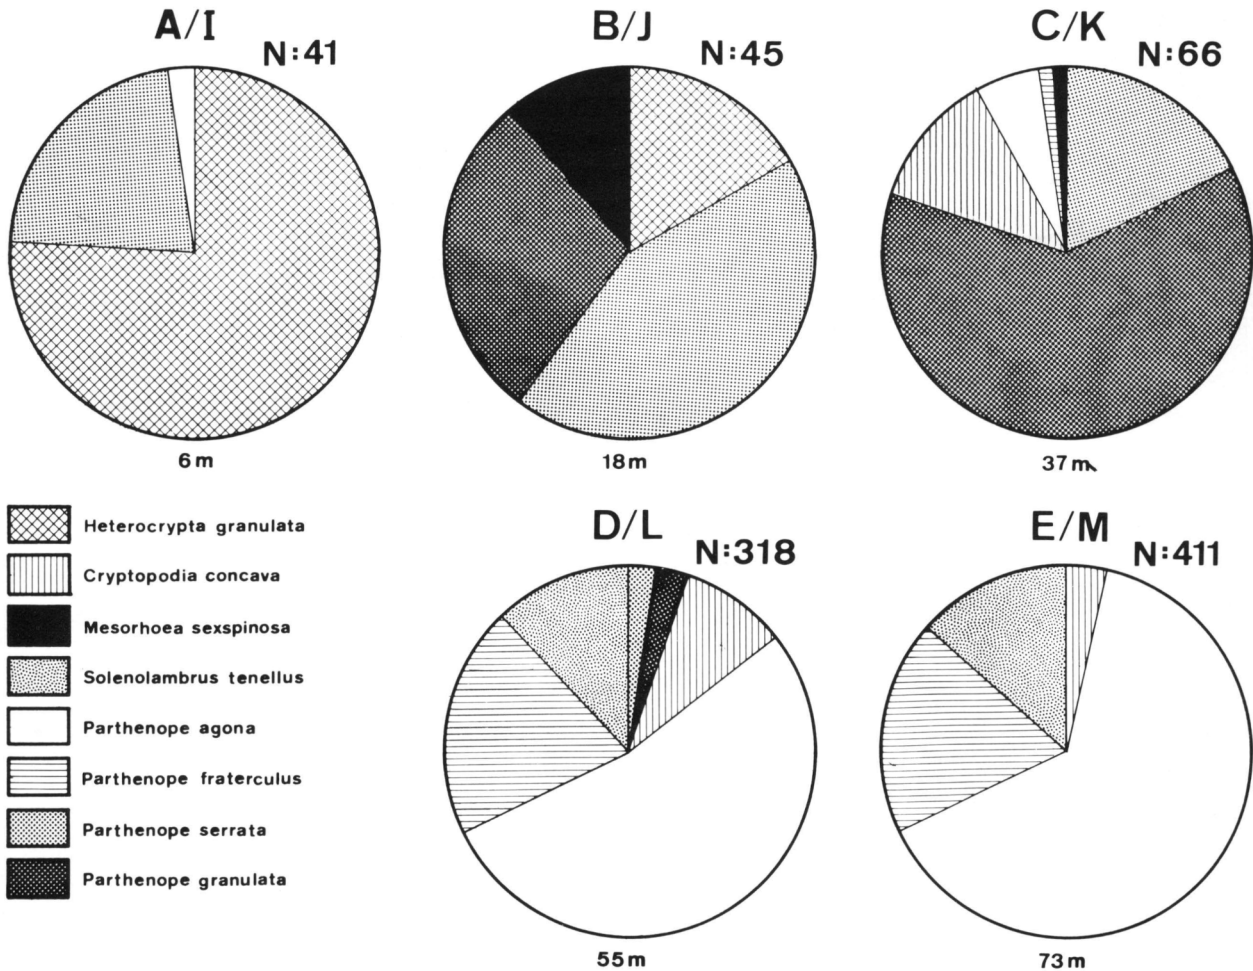 A/I
N:41
6m
B/J
N:45
18m
C/K
N:66
37m
Heterocrypta granulata
Cryptopodia concava
Mesorhoea sexspinosa
Solenolambrus tenellus
Parthenope agona
Parthenope fraterculus
Parthenope serrata
Parthenope granulata
D/L
N:318
55m
E/M
N:411
73m